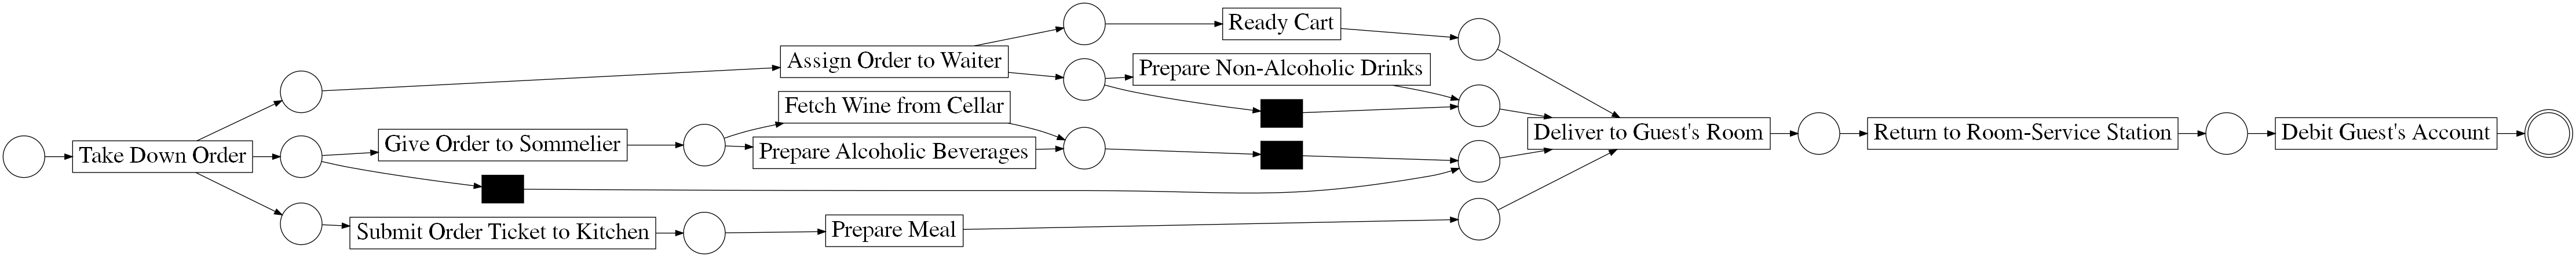 Ready Cart
Assign Order to Waiter
Prepare Non-Alcoholic Drinks
Fetch Wine from Cellar
Deliver to Guest's Room
Return to Room-Service Station
Debit Guest's Account
Give Order to Sommelier
Take Down Order
Prepare Alcoholic Beverages
Submit Order Ticket to Kitchen
Prepare Meal